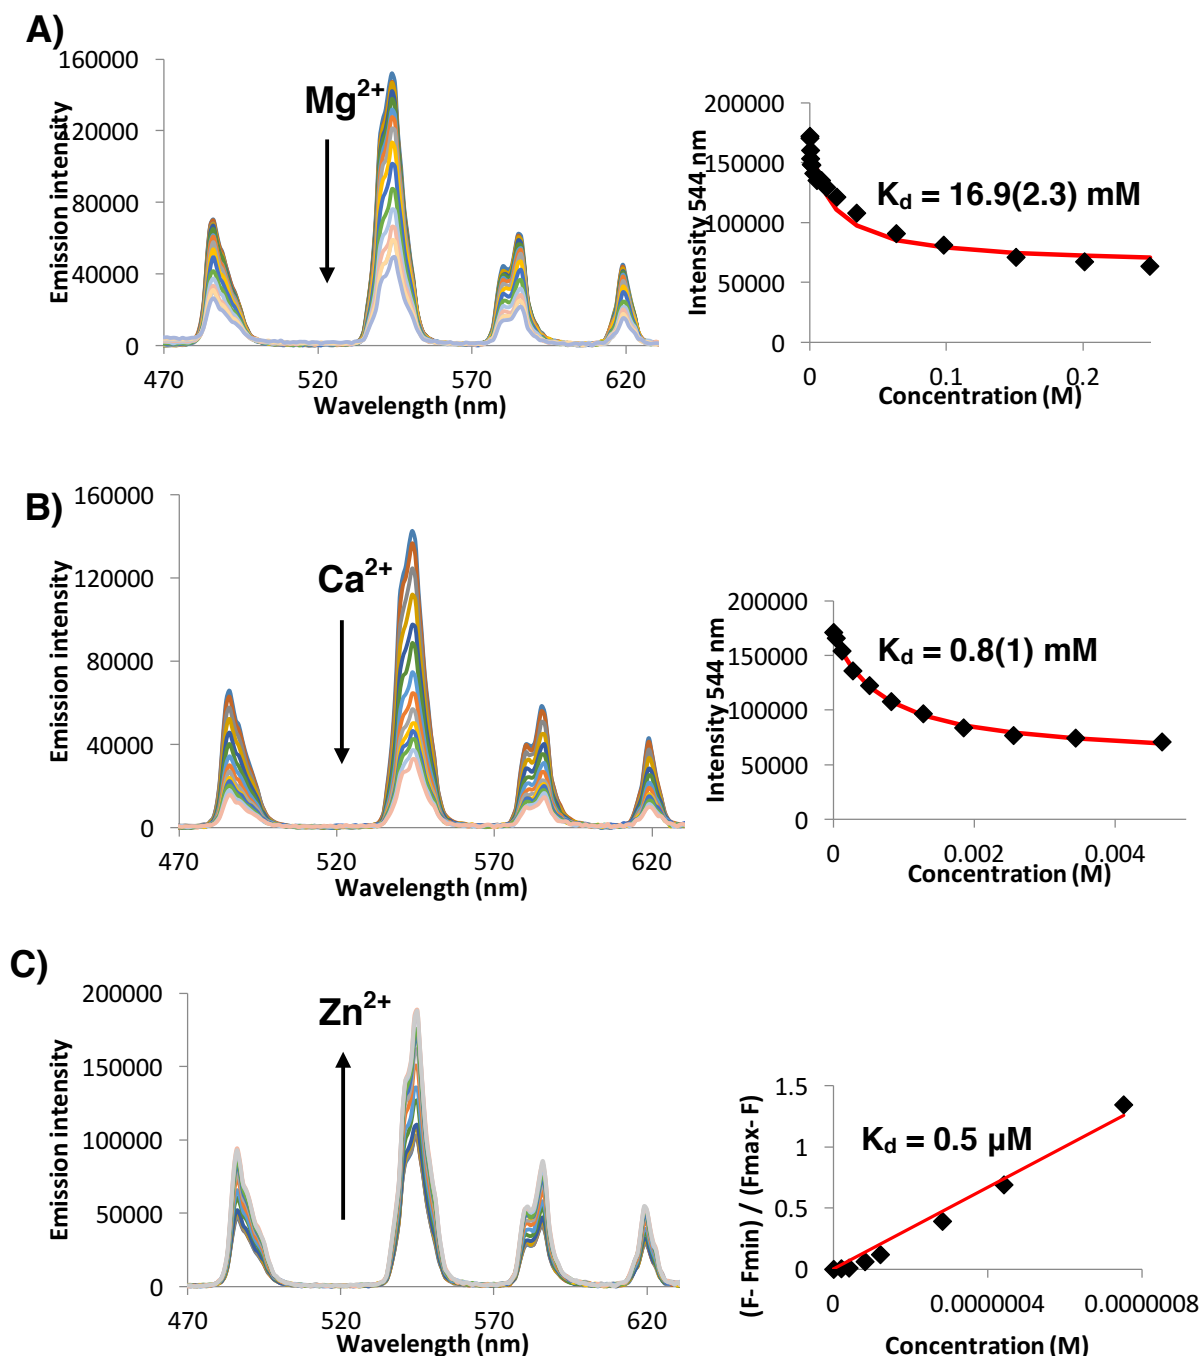 A)
160000
120000
80000
40000
0
Emission intensity
Mg2+
470
520
570
620
Wavelength (nm)
200000
150000
100000
50000
0
Intensity 544 nm
Kd = 16.9(2.3) mM
0
0.1
0.2
Concentration (M)
B)
160000
120000
80000
40000
0
Emission intensity
Ca2+
470
520
570
620
Wavelength (nm)
200000
150000
100000
50000
0
Intensity 544 nm
Kd = 0.8(1) mM
0
0.002
0.004
Concentration (M)
C)
200000
150000
100000
50000
0
Emission intensity
Zn2+
470
520
570
620
Wavelength (nm)
1.5
1
0.5
0
(F- Fmin) / (Fmax- F)
Kd = 0.5 µM
0
0.0000004
0.0000008
Concentration (M)